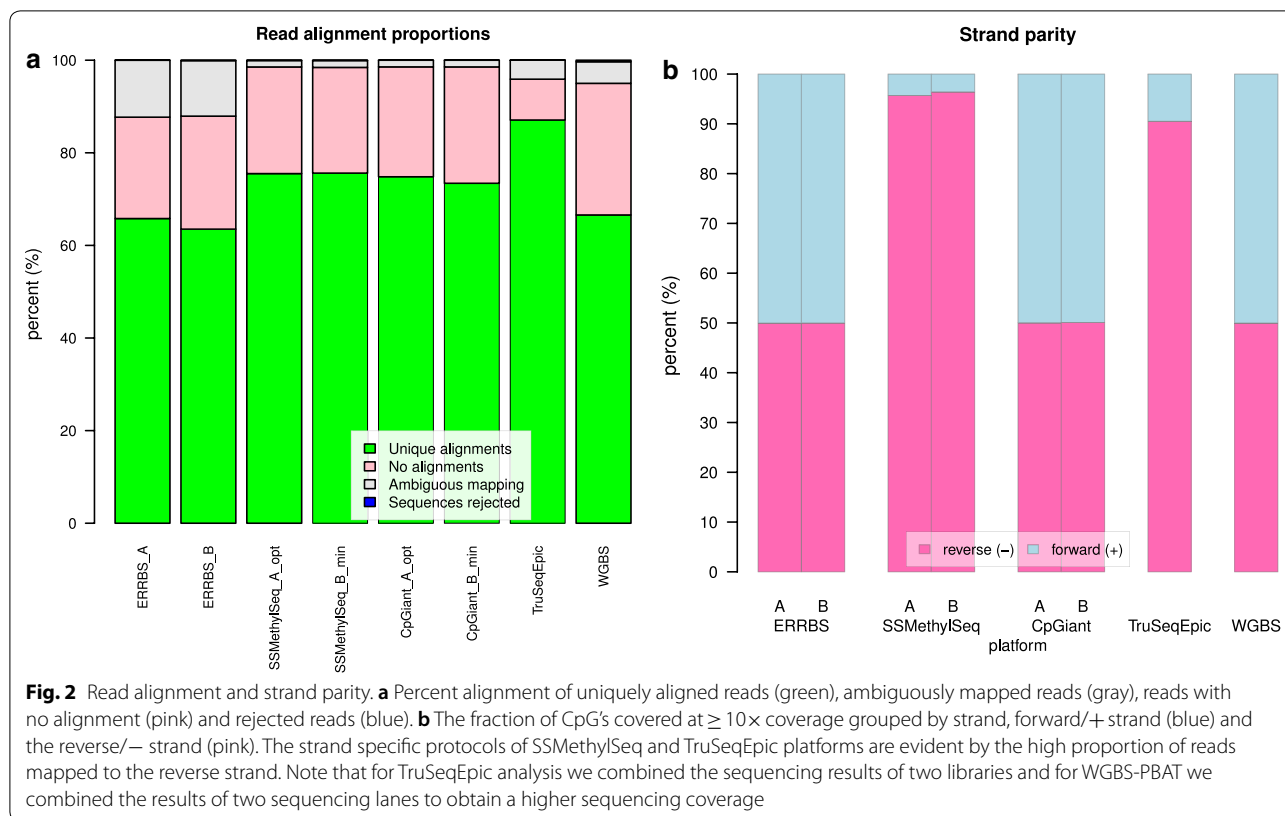 a
Read alignment proportions
percent (%)
100
80
60
40
20
0
Unique alignments
No alignments
Ambiguous mapping
Sequences rejected
ERRBS_A
ERRBS_B
SSMethylSeq_A_opt
SSMethylSeq_B_min
CpGiant_A_opt
CpGiant_B_min
TruSeqEpic
WGBS
b
Strand parity
percent (%)
100
90
80
70
60
50
40
30
20
10
0
reverse (−) forward (+)
A B A B A B
ERRBS SSMethylSeq CpGiant TruSeqEpic WGBS
platform
Fig. 2 Read alignment and strand parity. a Percent alignment of uniquely aligned reads (green), ambiguously mapped reads (gray), reads with
no alignment (pink) and rejected reads (blue). b The fraction of CpG's covered at ≥ 10× coverage grouped by strand, forward/+ strand (blue) and
the reverse/− strand (pink). The strand specific protocols of SSMethylSeq and TruSeqEpic platforms are evident by the high proportion of reads
mapped to the reverse strand. Note that for TruSeqEpic analysis we combined the sequencing results of two libraries and for WGBS-PBAT we
combined the results of two sequencing lanes to obtain a higher sequencing coverage